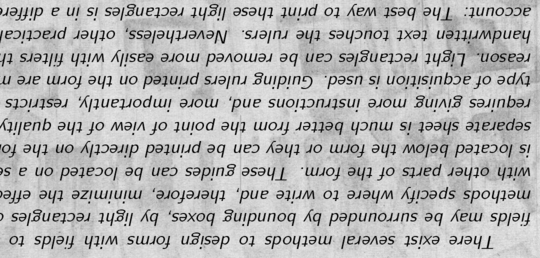 There exist several methods to design forms with fields to
fields may be surrounded by bounding boxes, by light rectangles o
methods specify where to write and, therefore, minimize the effec
with other parts of the form. These guides can be located on a se
is located below the form or they can be printed directly on the fo
separate sheet is much better from the point of view of the quality
requires giving more instructions and, more importantly, restricts
type of acquisition is used. Guiding rulers printed on the form are m
reason. Light rectangles can be removed more easily with filters th
handwritten text touches the rulers. Nevertheless, other practical
account: The best way to print these light rectangles is in a differe